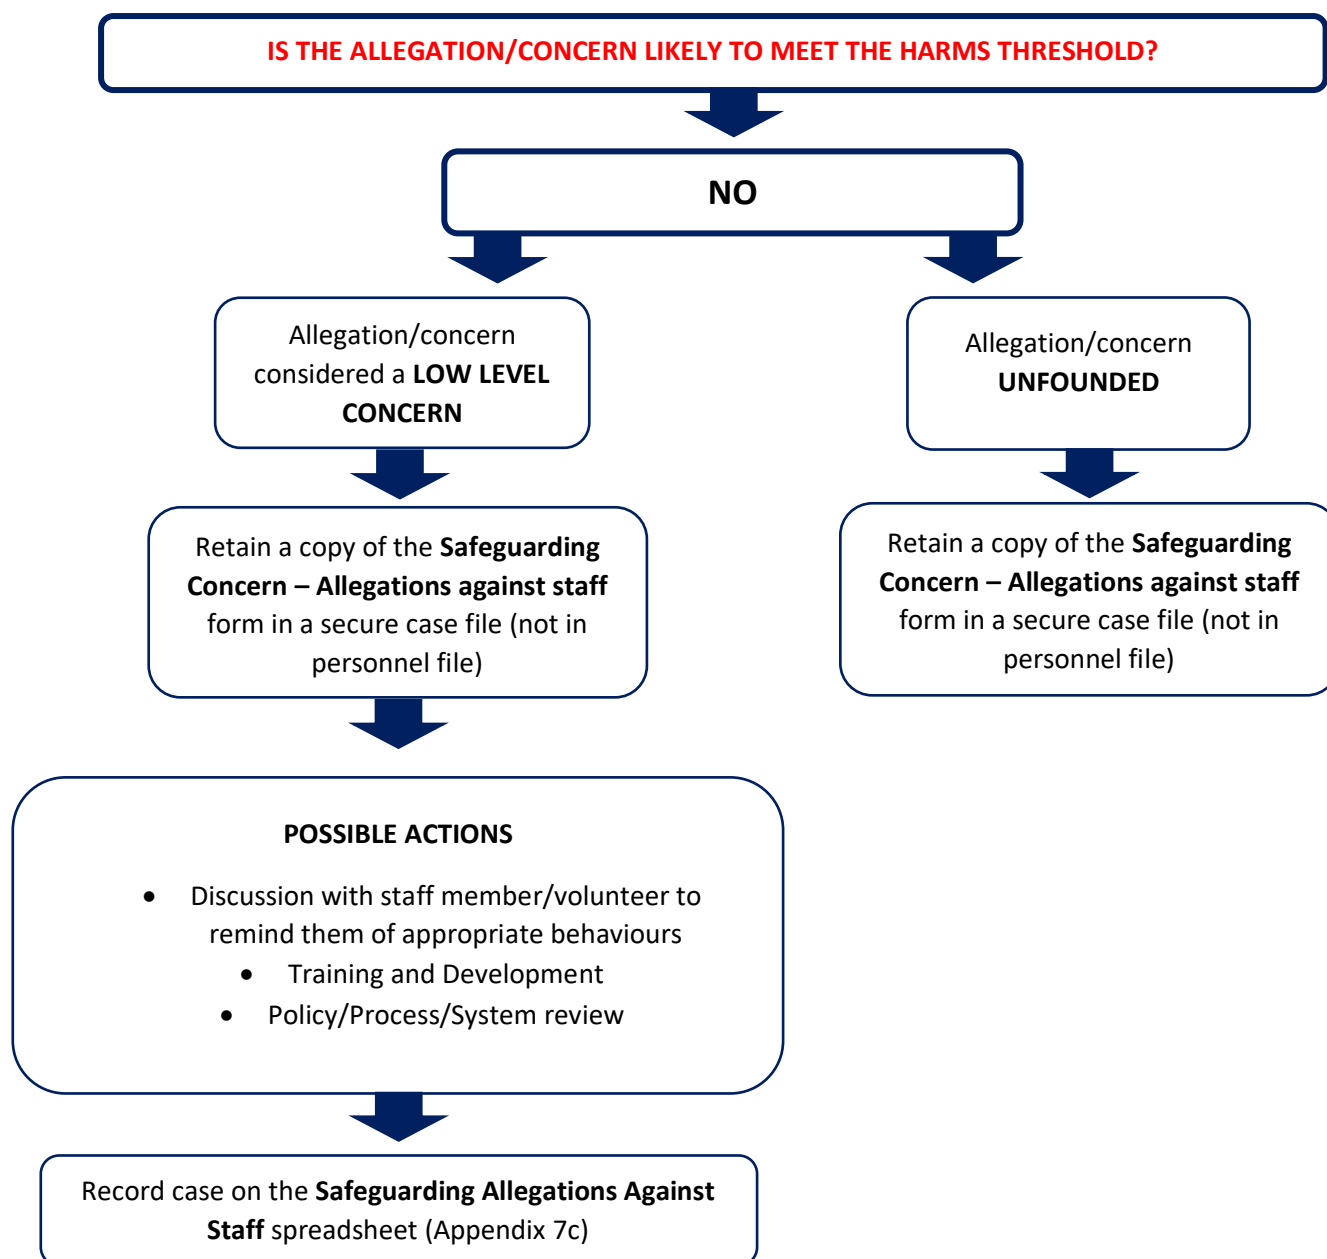 IS THE ALLEGATION/CONCERN LIKELY TO MEET THE HARMS THRESHOLD?
NO
Allegation/concern
considered a LOW LEVEL
CONCERN
Allegation/concern
UNFOUNDED
Retain a copy of the Safeguarding
Concern – Allegations against staff
form in a secure case file (not in
personnel file)
Retain a copy of the Safeguarding
Concern – Allegations against staff
form in a secure case file (not in
personnel file)
POSSIBLE ACTIONS
• Discussion with staff member/volunteer to
remind them of appropriate behaviours
• Training and Development
• Policy/Process/System review
Record case on the Safeguarding Allegations Against
Staff spreadsheet (Appendix 7c)